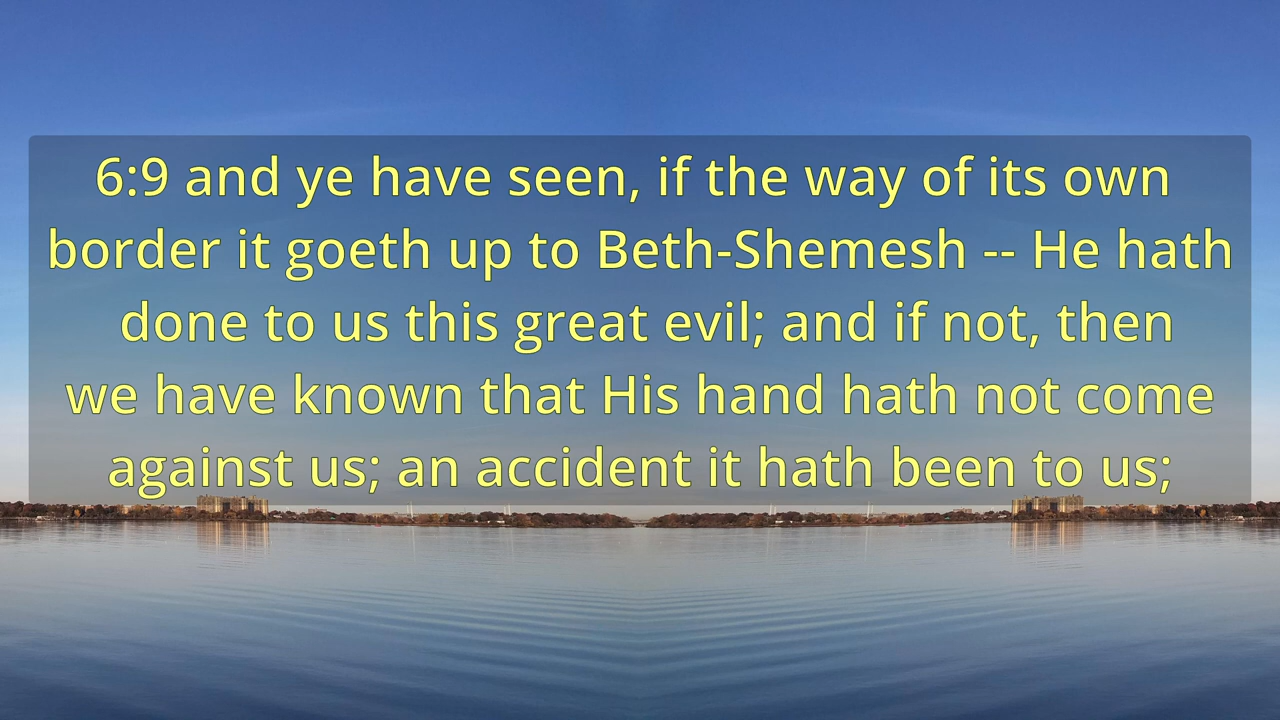 6:9 and ye have seen, if the way of its own
border it goeth up to Beth-Shemesh -- He hath
done to us this great evil; and if not, then
we have known that His hand hath not come
against us; an accident it hath been to us;